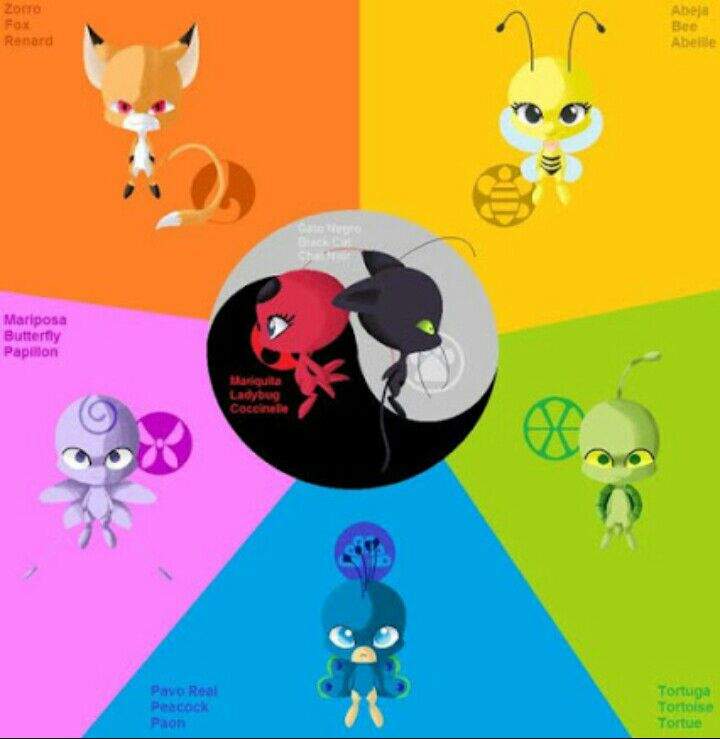 Zorro
Fox
Renard
Abeja
Bee
Abeille
Gato Negro
Black Cat
Chat Noir
Mariposa
Butterfly
Papillon
Mariquita
Ladybug
Coccinelle
Pavo Real
Peacock
Paon
Tortuga
Tortoise
Tortue